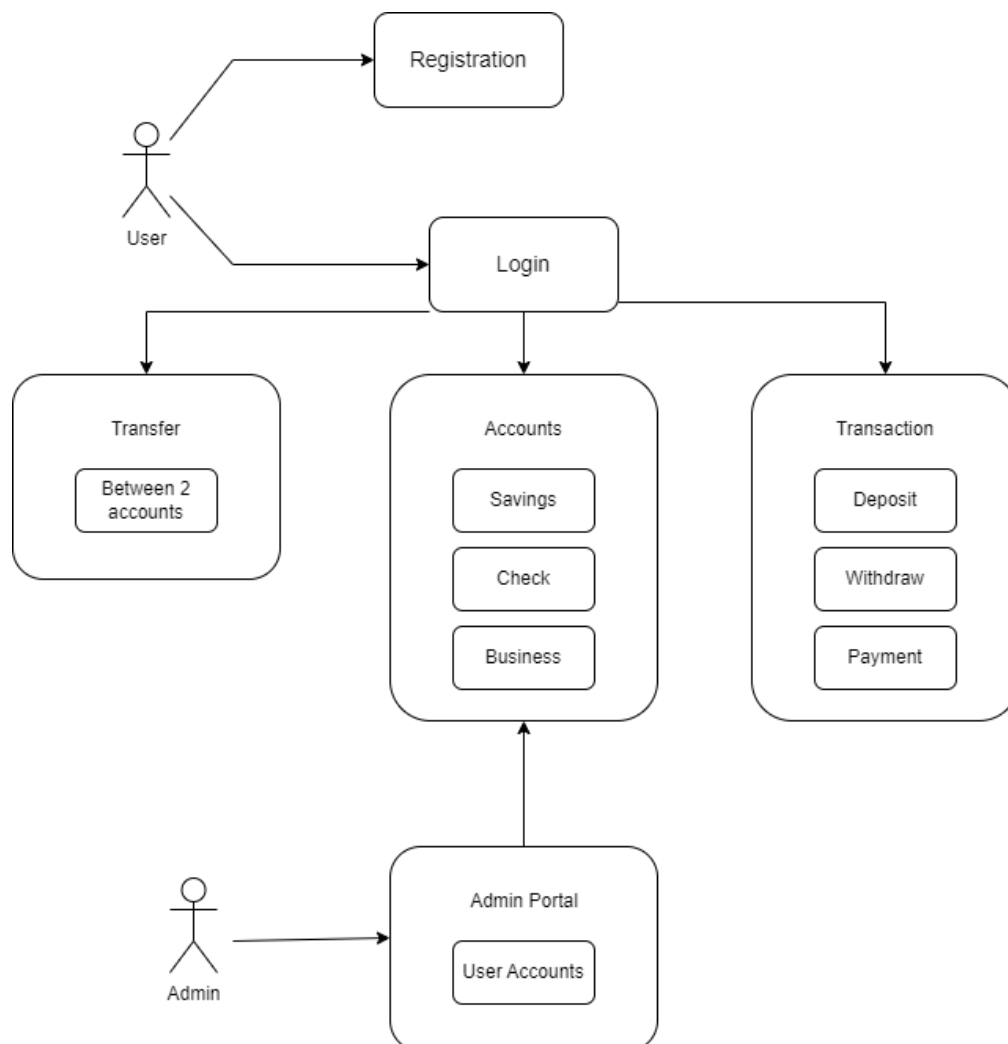 Registration
User
Login
Transfer
Between 2
accounts
Accounts
Savings
Check
Business
Transaction
Deposit
Withdraw
Payment
Admin Portal
User Accounts
Admin